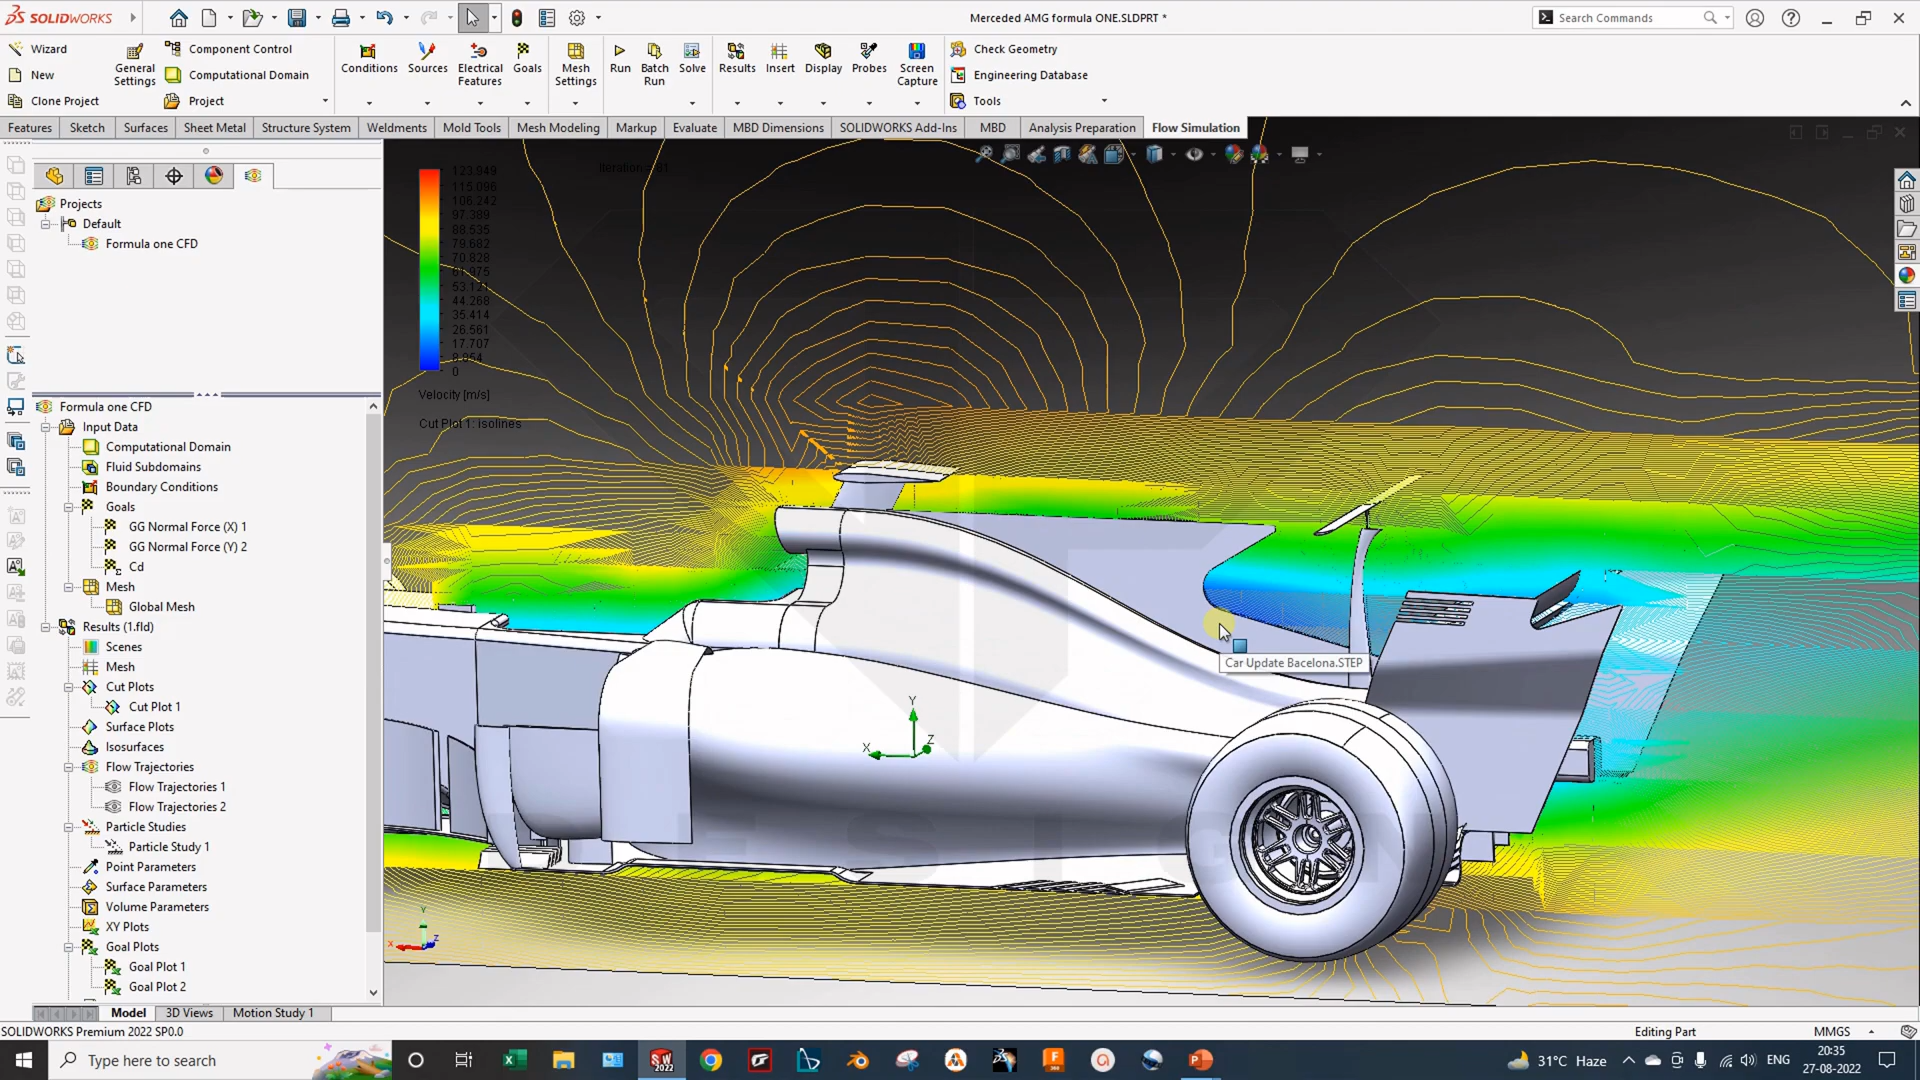 SOLIDWORKS
Merceded AMG formula ONE.SLDPRT *
Search Commands
Wizard
New
Clone Project
General Settings
Component Control
Computational Domain
Project
Conditions
Sources
Electrical Features
Goals
Mesh Settings
Run
Batch Run
Solve
Results
Insert
Display
Probes
Screen Capture
Check Geometry
Engineering Database
Tools
Features
Sketch
Surfaces
Sheet Metal
Structure System
Weldments
Mold Tools
Mesh Modeling
Markup
Evaluate
MBD Dimensions
SOLIDWORKS Add-Ins
MBD
Analysis Preparation
Flow Simulation
Projects
Default
Formula one CFD
Formula one CFD
Input Data
Computational Domain
Fluid Subdomains
Boundary Conditions
Goals
GG Normal Force (X) 1
GG Normal Force (Y) 2
Cd
Mesh
Global Mesh
Results (1.fld)
Scenes
Mesh
Cut Plots
Cut Plot 1
Surface Plots
Isosurfaces
Flow Trajectories
Flow Trajectories 1
Flow Trajectories 2
Particle Studies
Particle Study 1
Point Parameters
Surface Parameters
Volume Parameters
XY Plots
Goal Plots
Goal Plot 1
Goal Plot 2
123.949
115.096
106.242
97.389
88.535
79.682
70.828
61.975
53.121
44.268
35.414
26.561
17.707
8.854
0
Velocity [m/s]
Cut Plot 1: isolines
Car Update Bacelona.STEP
Y
X
Z
Y
X
Z
DESIGN
Model
3D Views
Motion Study 1
SOLIDWORKS Premium 2022 SP0.0
Editing Part
MMGS
Type here to search
31°C Haze
ENG
20:35
27-08-2022